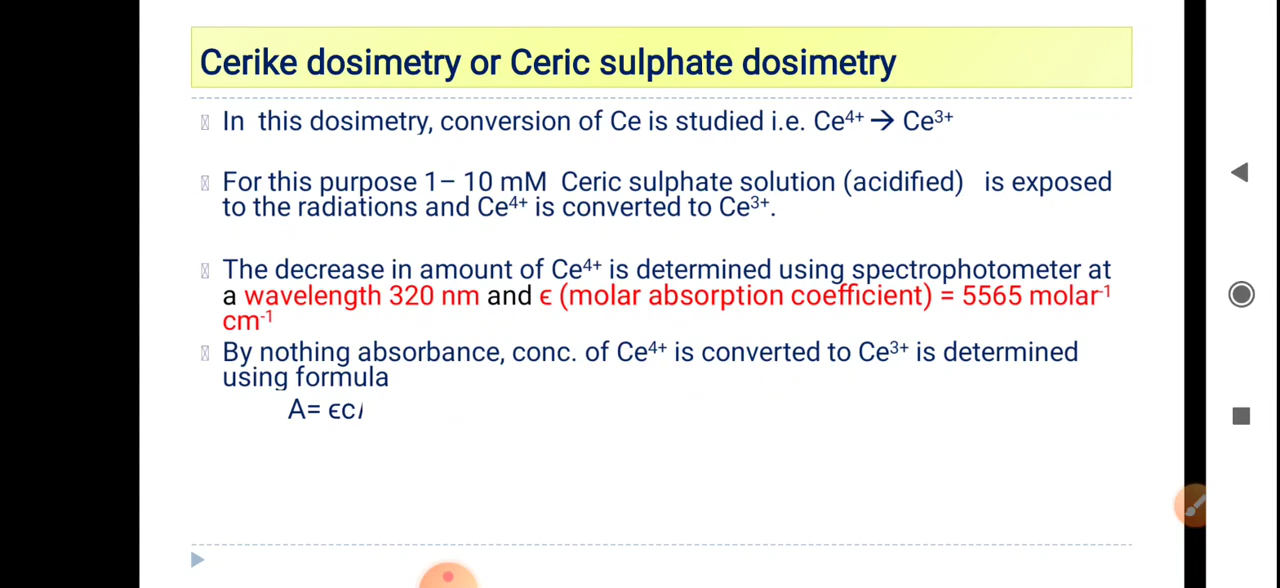 Cerike dosimetry or Ceric sulphate dosimetry
In this dosimetry, conversion of Ce is studied i.e. Ce⁴⁺ → Ce³⁺
For this purpose 1– 10 mM Ceric sulphate solution (acidified) is exposed
to the radiations and Ce⁴⁺ is converted to Ce³⁺.
The decrease in amount of Ce⁴⁺ is determined using spectrophotometer at
a wavelength 320 nm and ϵ (molar absorption coefficient) = 5565 molar⁻¹
cm⁻¹
By nothing absorbance, conc. of Ce⁴⁺ is converted to Ce³⁺ is determined
using formula
A= ϵcl